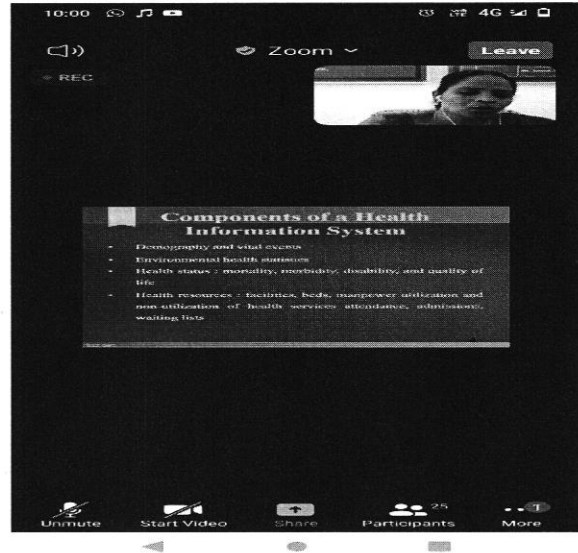 10:00 4G
Zoom
Leave
REC
Components of a Health
Information System
• Demography and vital events
• Environmental health statistics
• Health status : mortality, morbidity, disability, and quality of
life
• Health resources : facilities, beds, manpower utilization and
non-utilization of health services attendance, admissions,
waiting lists
25
1
Unmute Start Video Share Participants More